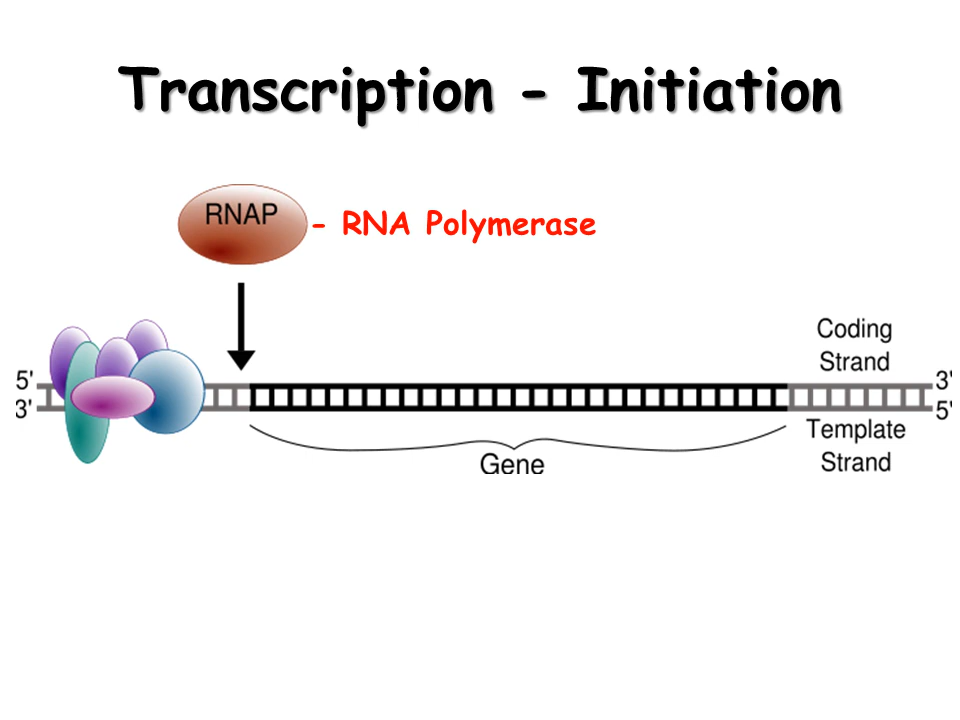 Transcription - Initiation
RNAP
- RNA Polymerase
Coding
Strand
5'
3'
3'
5'
Template
Strand
Gene